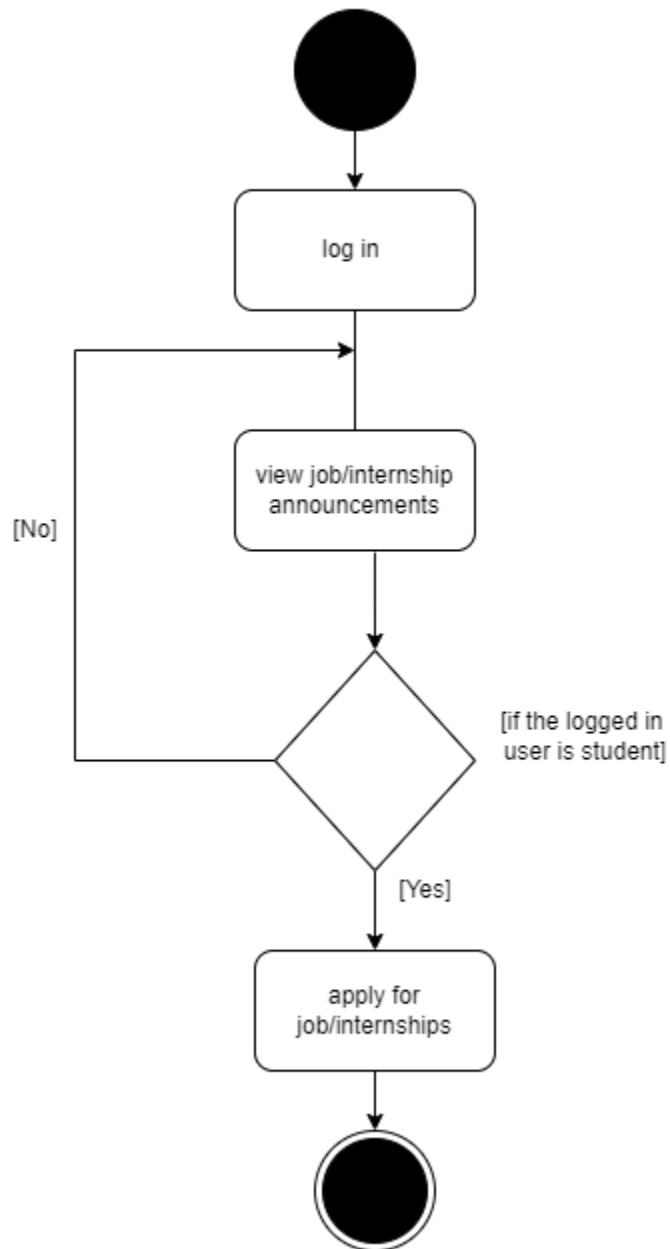 log in
view job/internship
announcements
[No]
[if the logged in
user is student]
[Yes]
apply for
job/internships